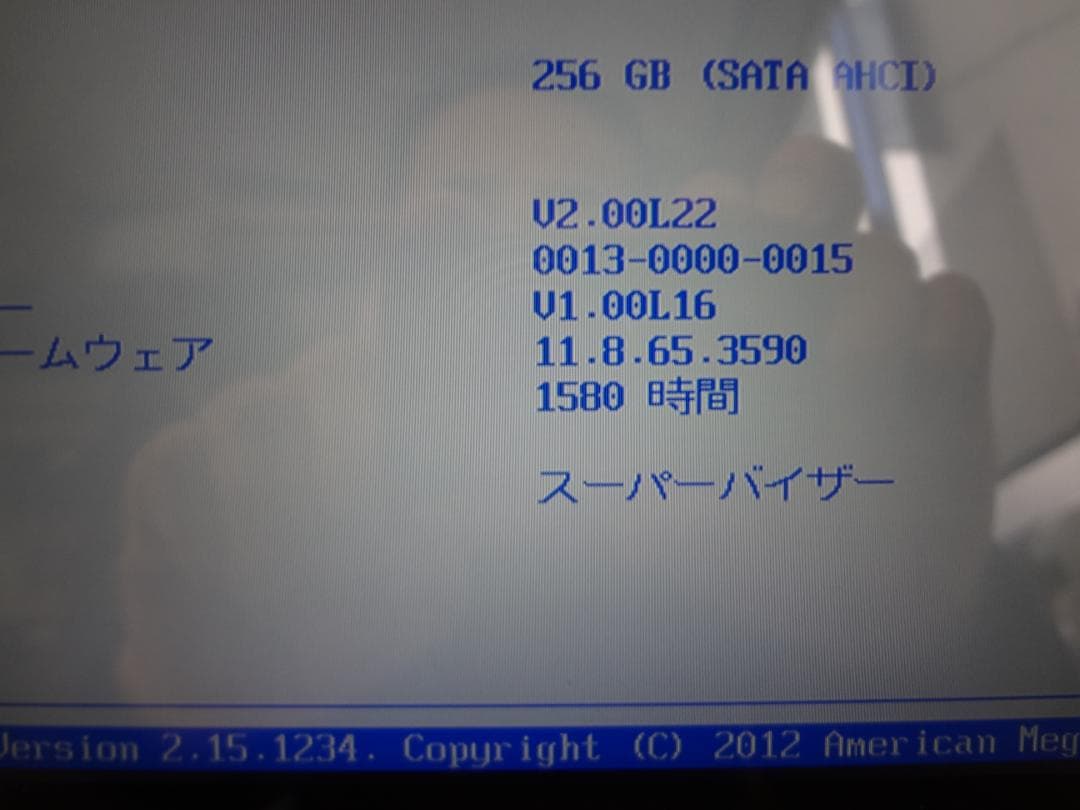 256 GB (SATA AHCI)
V2.00L22
0013-0000-0015
ー
V1.00L16
ームウェア
11.8.65.3590
1580 時間
スーパーバイザー
Version 2.15.1234. Copyright (C) 2012 American Meg